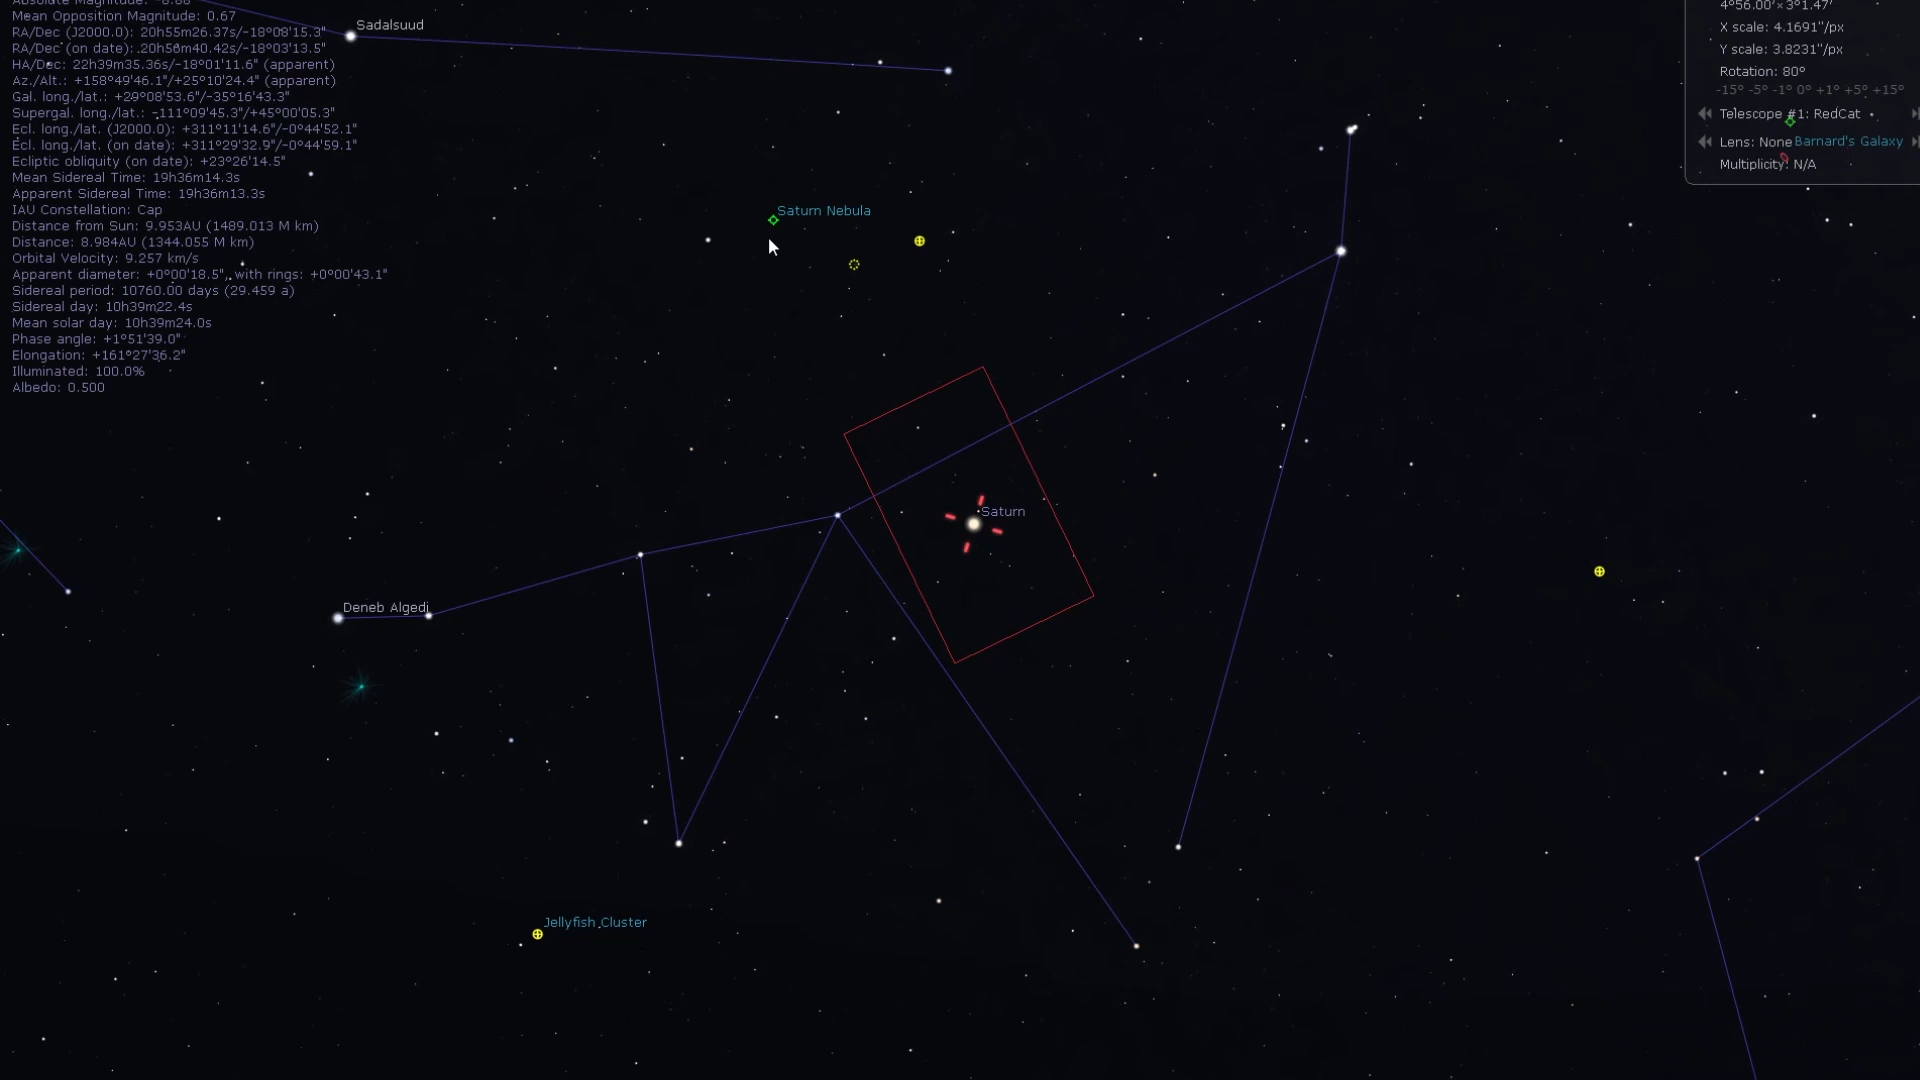 Absolute Magnitude: -8.88
Mean Opposition Magnitude: 0.67
RA/Dec (J2000.0): 20h55m26.37s/-18°08'15.3"
RA/Dec (on date): 20h56m40.42s/-18°03'13.5"
HA/Dec: 22h39m35.36s/-18°01'11.6" (apparent)
Az./Alt.: +158°49'46.1"/+25°10'24.4" (apparent)
Gal. long./lat.: +29°08'53.6"/-35°16'43.3"
Supergal. long./lat.: -111°09'45.3"/+45°00'05.3"
Ecl. long./lat. (J2000.0): +311°11'14.6"/-0°44'52.1"
Ecl. long./lat. (on date): +311°29'32.9"/-0°44'59.1"
Ecliptic obliquity (on date): +23°26'14.5"
Mean Sidereal Time: 19h36m14.3s
Apparent Sidereal Time: 19h36m13.3s
IAU Constellation: Cap
Distance from Sun: 9.953AU (1489.013 M km)
Distance: 8.984AU (1344.055 M km)
Orbital Velocity: 9.257 km/s
Apparent diameter: +0°00'18.5", with rings: +0°00'43.1"
Sidereal period: 10760.00 days (29.459 a)
Sidereal day: 10h39m22.4s
Mean solar day: 10h39m24.0s
Phase angle: +1°51'39.0"
Elongation: +161°27'36.2"
Illuminated: 100.0%
Albedo: 0.500
Sadalsuud
4°56.00'×3°1.47'
X scale: 4.1691"/px
Y scale: 3.8231"/px
Rotation: 80°
-15° -5° -1° 0° +1° +5° +15°
Telescope #1: RedCat
Lens: None
Barnard's Galaxy
Multiplicity: N/A
Saturn Nebula
Saturn
Deneb Algedi
Jellyfish Cluster